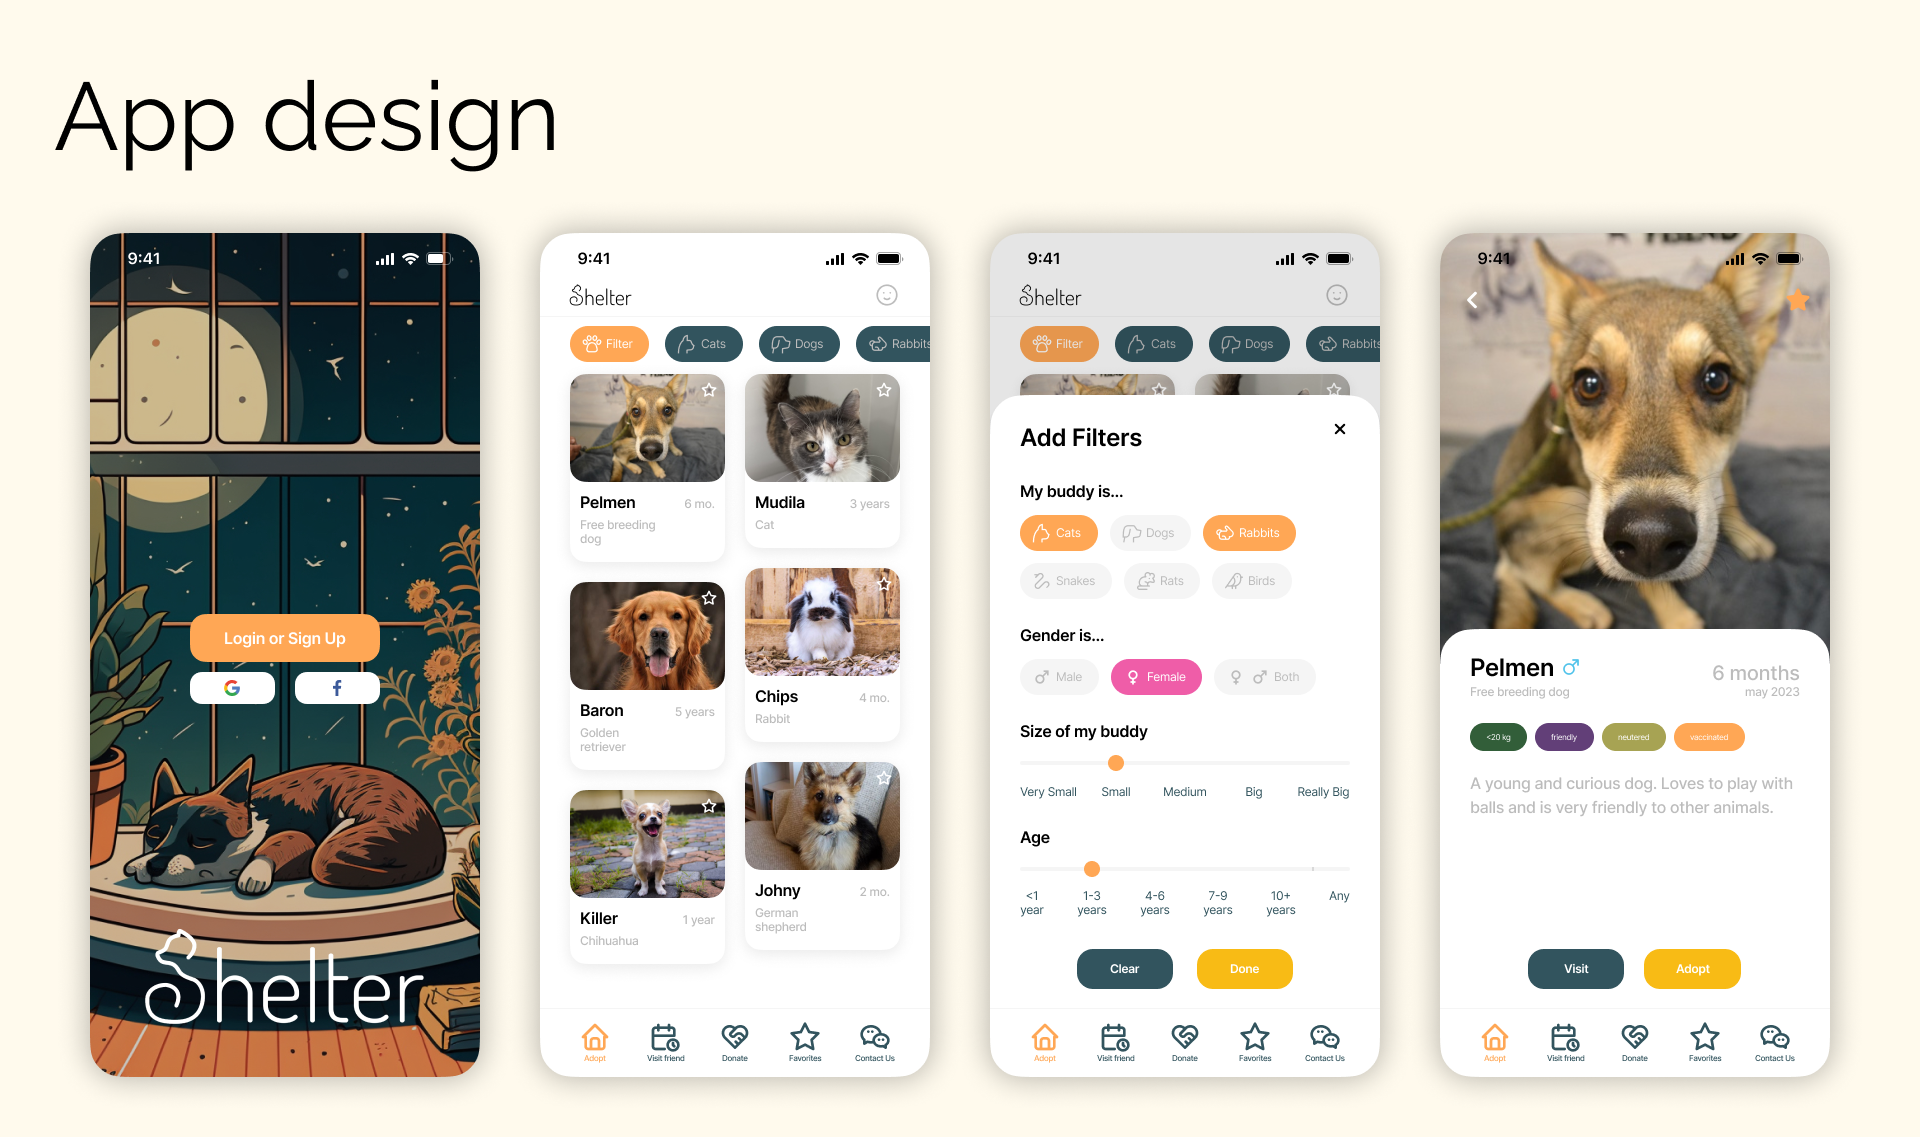 App design
9:41
Login or Sign Up
Shelter
9:41
Shelter
Filter
Cats
Dogs
Rabbits
Pelmen
6 mo.
Free breeding
dog
Mudila
3 years
Cat
Baron
5 years
Golden
retriever
Chips
4 mo.
Rabbit
Killer
1 year
Chihuahua
Johny
2 mo.
German
shepherd
Adopt
Visit friend
Donate
Favorites
Contact Us
9:41
Shelter
Filter
Cats
Dogs
Rabbits
Add Filters
My buddy is...
Cats
Dogs
Rabbits
Snakes
Rats
Birds
Gender is...
Male
Female
Both
Size of my buddy
Very Small
Small
Medium
Big
Really Big
Age
<1
year
1-3
years
4-6
years
7-9
years
10+
years
Any
Clear
Done
Adopt
Visit friend
Donate
Favorites
Contact Us
9:41
Pelmen
6 months
Free breeding dog
may 2023
<20 kg
friendly
neutered
vaccinated
A young and curious dog. Loves to play with
balls and is very friendly to other animals.
Visit
Adopt
Adopt
Visit friend
Donate
Favorites
Contact Us